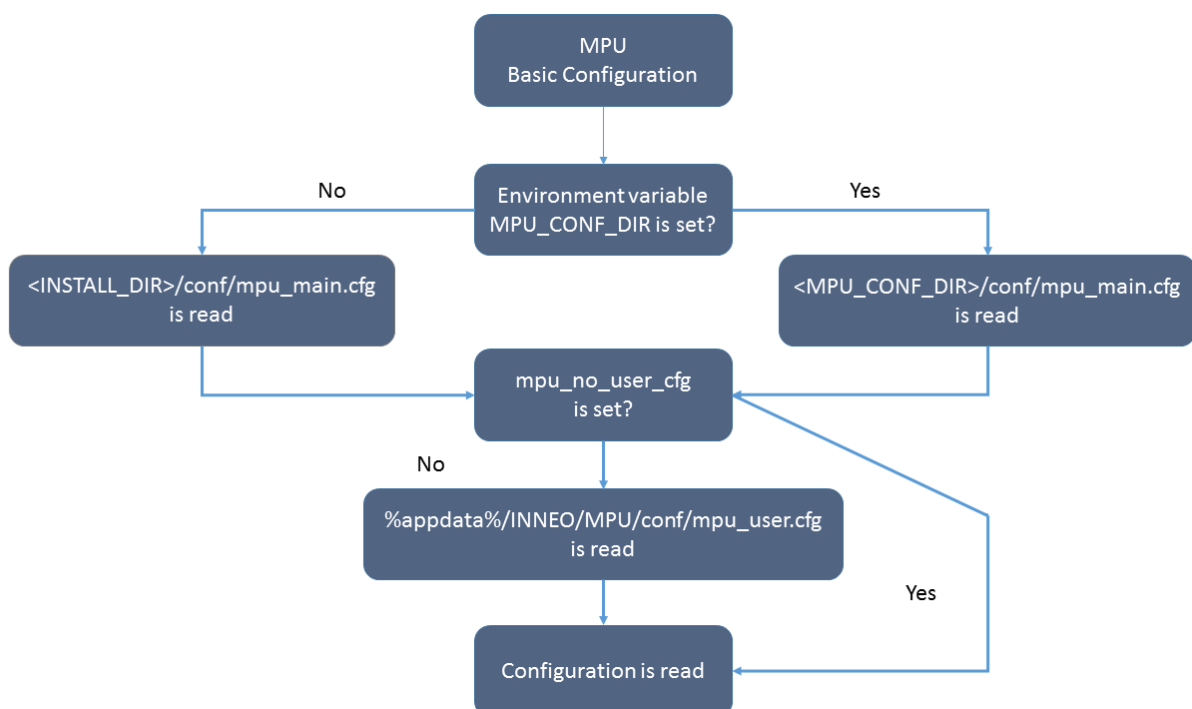 MPU
Basic Configuration
No
Environment variable
MPU_CONF_DIR is set?
Yes
<INSTALL_DIR>/conf/mpu_main.cfg
is read
<MPU_CONF_DIR>/conf/mpu_main.cfg
is read
mpu_no_user_cfg
is set?
No
%appdata%/INNEO/MPU/conf/mpu_user.cfg
is read
Yes
Configuration is read